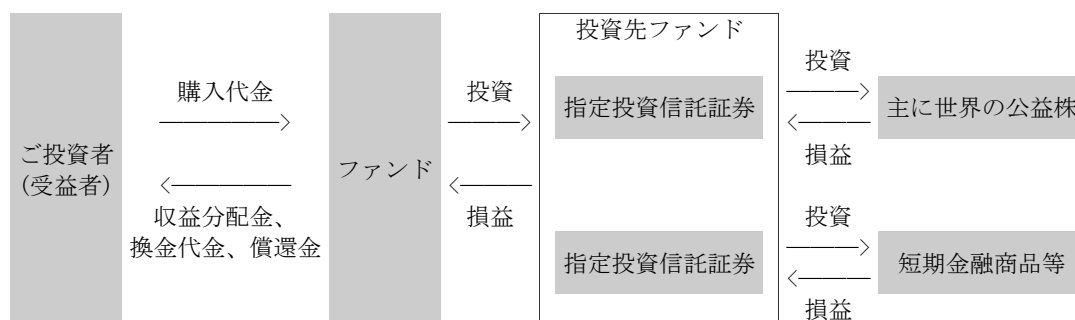 ご投資者
(受益者)
購入代金
収益分配金、
換金代金、償還金
ファンド
投資
損益
投資先ファンド
指定投資信託証券
指定投資信託証券
投資
損益
主に世界の公益株
投資
損益
短期金融商品等